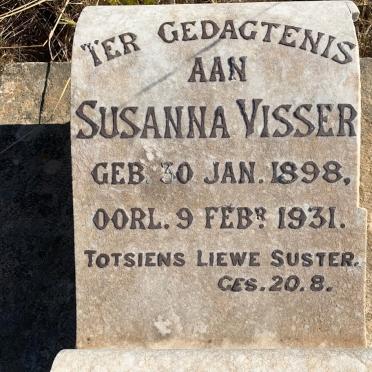 TER GEDAGTENIS
AAN
SUSANNA VISSER
GEB. 30 JAN. 1898,
OORL. 9 FEBR 1931.
TOTSIENS LIEWE SUSTER.
GES. 20.8.